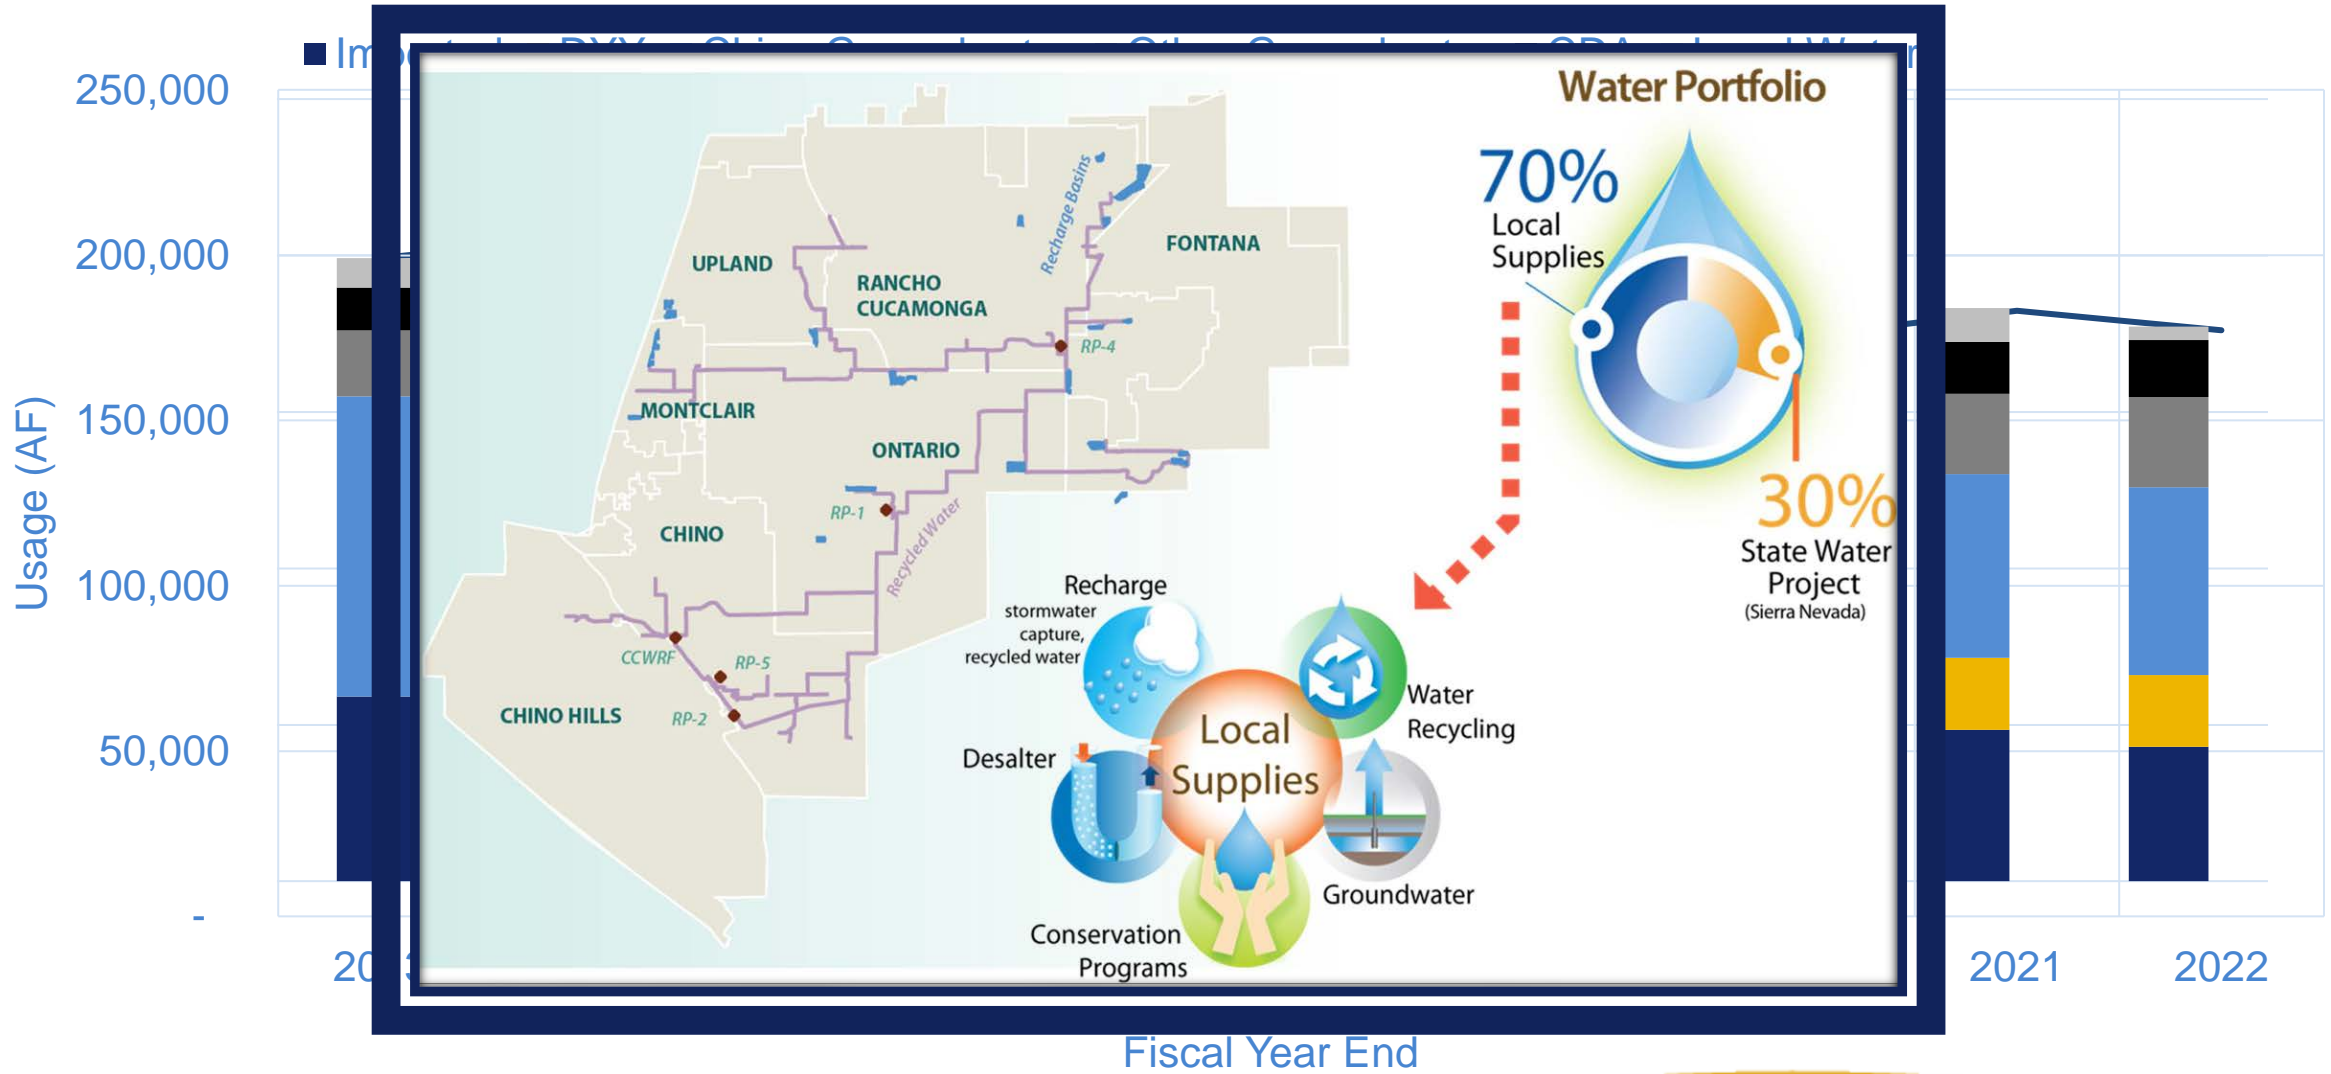 250,000
200,000
150,000
100,000
50,000
-
Usage (AF)
2021
2022
Fiscal Year End
Water Portfolio
70%
Local
Supplies
30%
State Water
Project
(Sierra Nevada)
UPLAND
RANCHO
CUCAMONGA
FONTANA
Recharge Basins
RP-4
MONTCLAIR
ONTARIO
RP-1
Recycled Water
CHINO
CCWRF
RP-5
RP-2
CHINO HILLS
Recharge
stormwater
capture,
recycled water
Water
Recycling
Local
Supplies
Desalter
Groundwater
Conservation
Programs